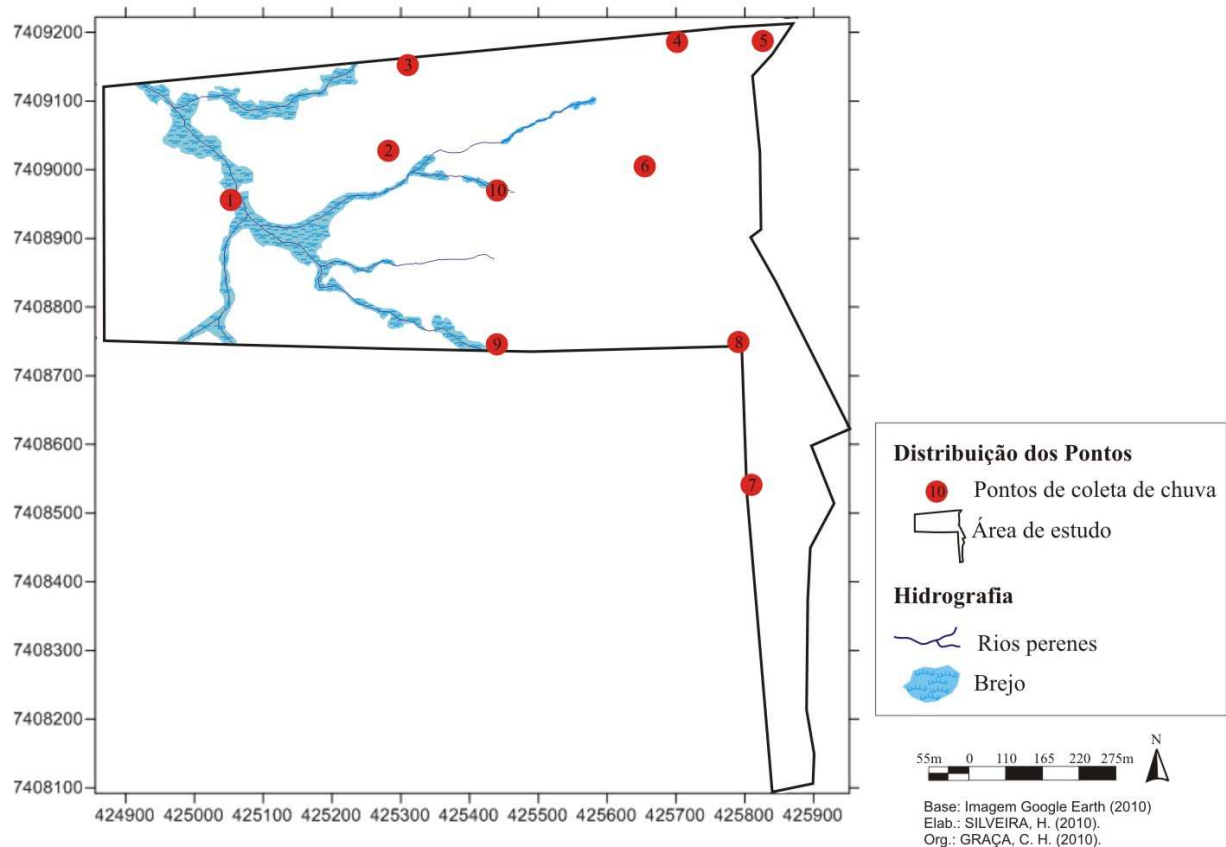 7409200
7409100
7409000
7408900
7408800
7408700
7408600
7408500
7408400
7408300
7408200
7408100
424900 425000 425100 425200 425300 425400 425500 425600 425700 425800 425900
4
5
3
2
6
10
1
9
8
7
Distribuição dos Pontos
10 Pontos de coleta de chuva
Área de estudo
Hidrografia
Rios perenes
Brejo
55m 0 110 165 220 275m
N
Base: Imagem Google Earth (2010)
Elab.: SILVEIRA, H. (2010).
Org.: GRAÇA, C. H. (2010).